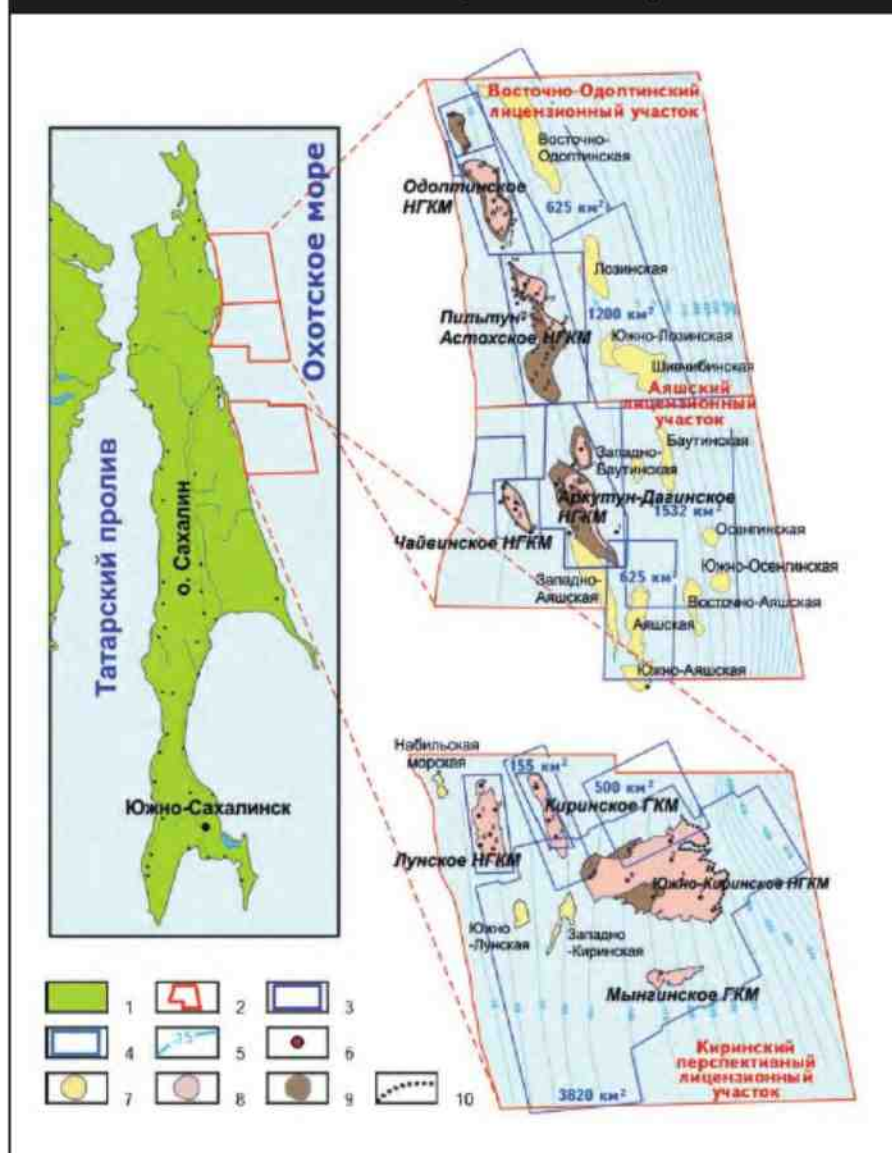 Охотское море
Татарский пролив
о. Сахалин
Южно-Сахалинск
Восточно-Одоптинский
лицензионный участок
Восточно-
Одоптинская
Одоптинское
НГКМ
625 км²
Лозинская
1200 км²
Пильтун-
Астохское НГКМ
Южно-Лозинская
Шивчибинская
Аяшский
лицензионный
участок
Баутинская
Западно-
Баутинская
Аркутун-Дагинское
НГКМ
1532 км²
Чайвинское НГКМ
Осенгинская
Южно-Осенгинская
Западно-
Аяшская
625 км²
Восточно-Аяшская
Аяшская
Южно-Аяшская
Набильская
морская
155 км²
500 км²
Киринское ГКМ
Лунское НГКМ
Южно-Киринское НГКМ
Южно
-Лунская
Западно
-Киринская
Мынгинское ГКМ
Киринский
перспективный
лицензионный
участок
3820 км²
1 2 3
4 -75- 5 6
7 8 9 10